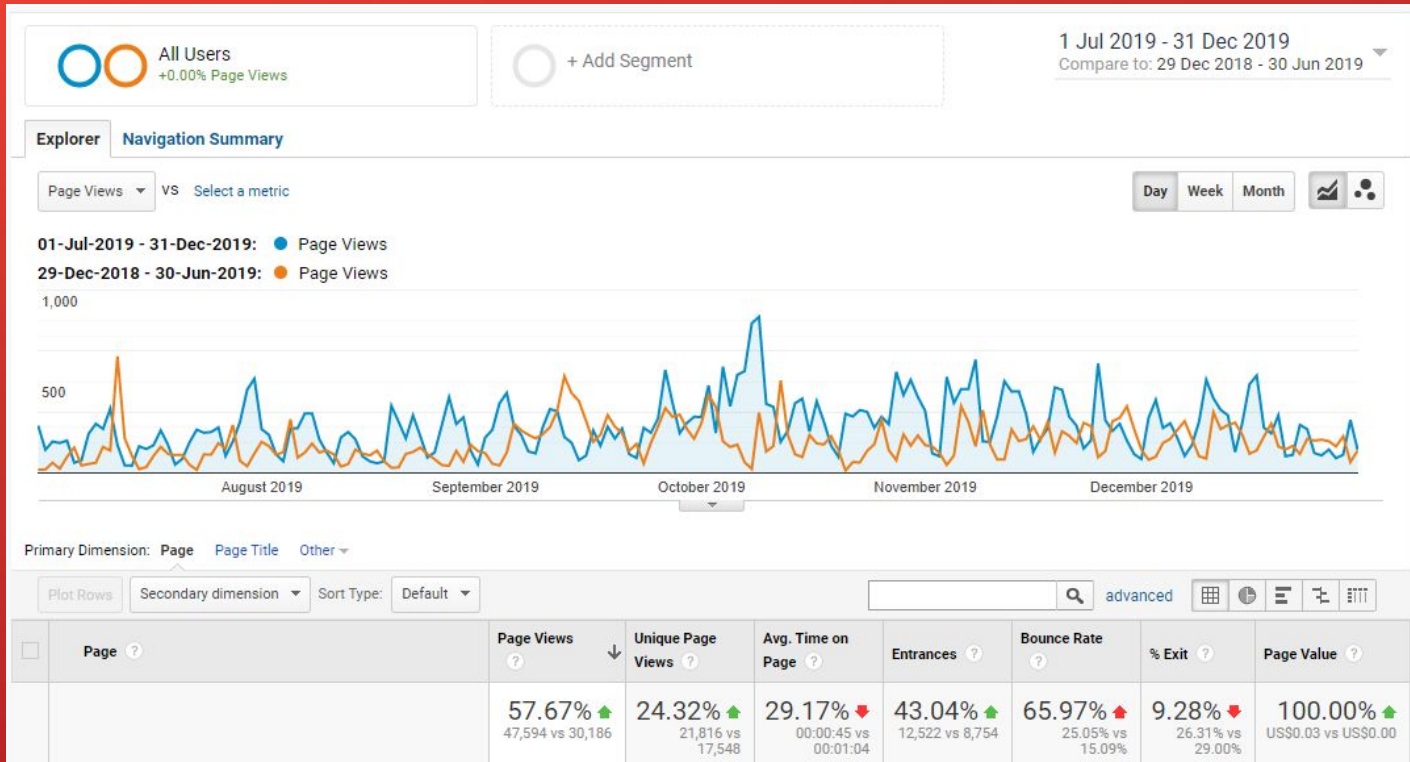 All Users
+0.00% Page Views
+ Add Segment
1 Jul 2019 - 31 Dec 2019
Compare to: 29 Dec 2018 - 30 Jun 2019
Explorer Navigation Summary
Page Views VS Select a metric
Day Week Month
01-Jul-2019 - 31-Dec-2019: Page Views
29-Dec-2018 - 30-Jun-2019: Page Views
1,000
500
August 2019 September 2019 October 2019 November 2019 December 2019
Primary Dimension: Page Page Title Other
Plot Rows Secondary dimension Sort Type: Default advanced
Page ? Page Views ? Unique Page Views ? Avg. Time on Page ? Entrances ? Bounce Rate ? % Exit ? Page Value ?
57.67% 24.32% 29.17% 43.04% 65.97% 9.28% 100.00%
47,594 vs 30,186 21,816 vs 17,548 00:00:45 vs 00:01:04 12,522 vs 8,754 25.05% vs 15.09% 26.31% vs 29.00% US$0.03 vs US$0.00